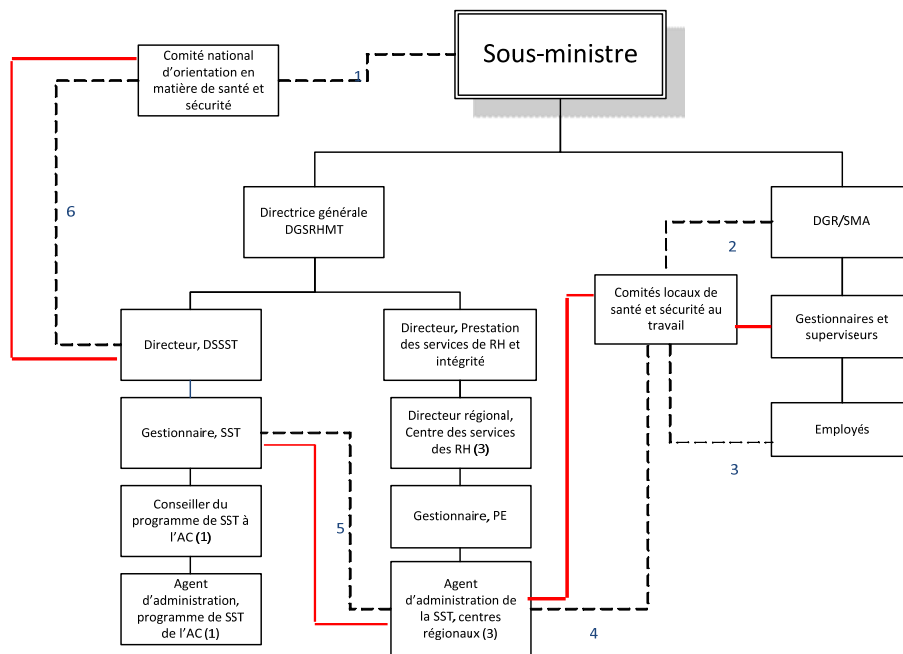 Sous-ministre
Comité national
d'orientation en
matière de santé et
sécurité
1
6
Directrice générale
DGSRHMT
DGR/SMA
2
Comités locaux de
santé et sécurité au
travail
Gestionnaires et
superviseurs
Directeur, DSSST
Directeur, Prestation
des services de RH et
intégrité
Gestionnaire, SST
Directeur régional,
Centre des services
des RH (3)
Employés
3
Conseiller du
programme de SST à
l'AC (1)
5
Gestionnaire, PE
Agent
d'administration,
programme de SST
de l'AC (1)
Agent
d'administration de
la SST, centres
régionaux (3)
4